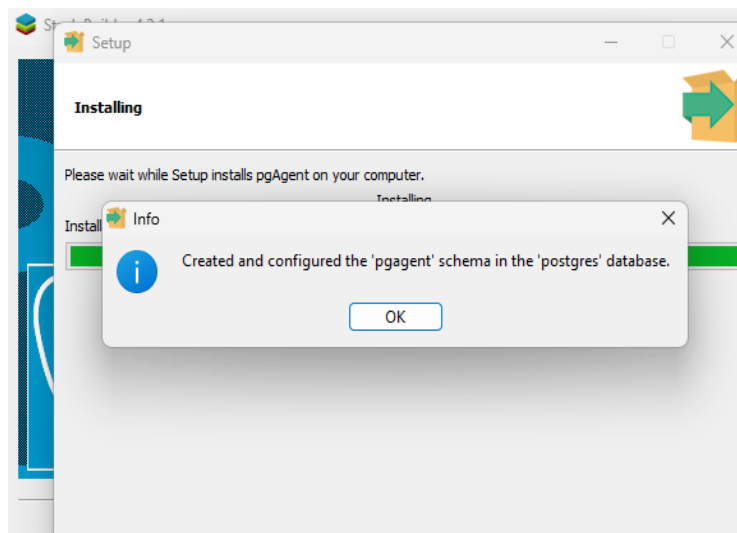 Setup
Installing
Please wait while Setup installs pgAgent on your computer.
Installing
Install
Info
Created and configured the 'pgagent' schema in the 'postgres' database.
OK